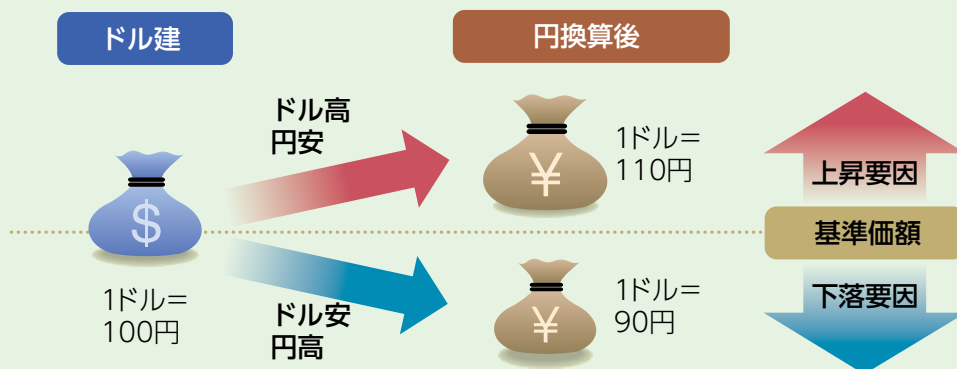 ドル建
円換算後
ドル高
円安
¥
1ドル＝
110円
上昇要因
$
1ドル＝
100円
基準価額
ドル安
円高
¥
1ドル＝
90円
下落要因